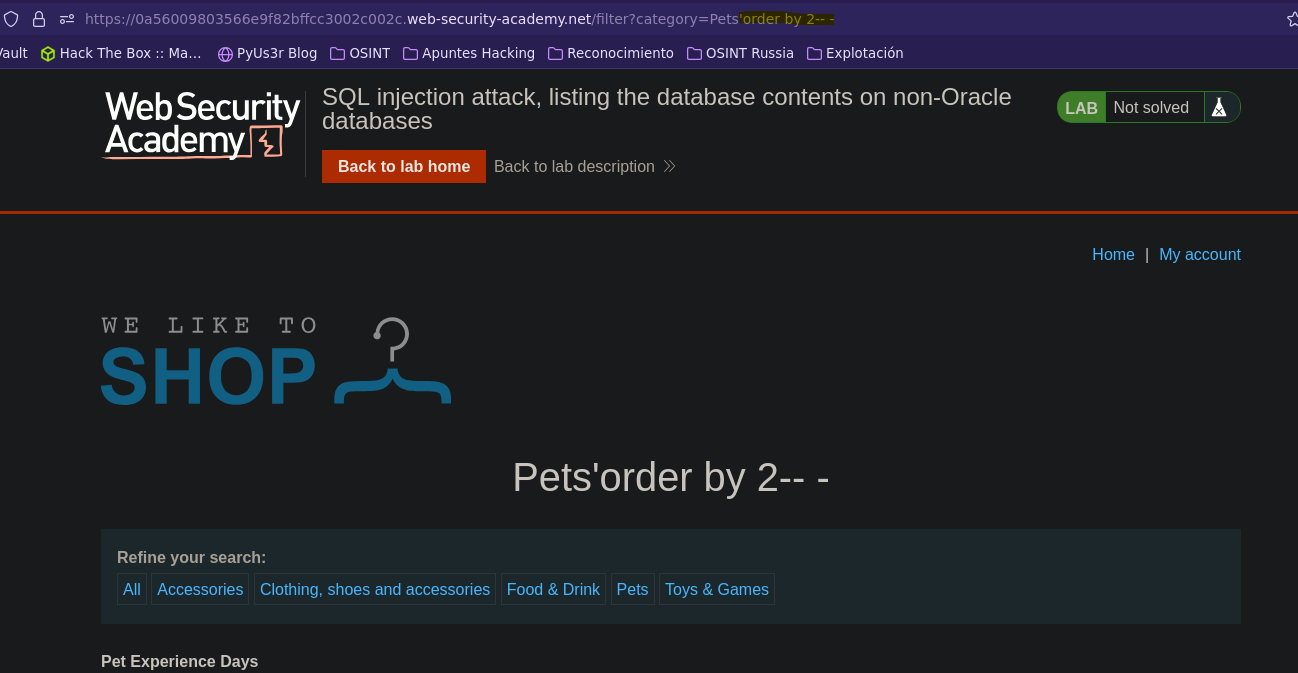 https://0a56009803566e9f82bffcc3002c002c.web-security-academy.net/filter?category=Pets'order by 2-- -
Vault Hack The Box :: Ma… PyUs3r Blog OSINT Apuntes Hacking Reconocimiento OSINT Russia Explotación
Web Security
Academy
SQL injection attack, listing the database contents on non-Oracle
databases
LAB Not solved
Back to lab home Back to lab description
Home | My account
WE LIKE TO
SHOP
Pets'order by 2-- -
Refine your search:
All Accessories Clothing, shoes and accessories Food & Drink Pets Toys & Games
Pet Experience Days